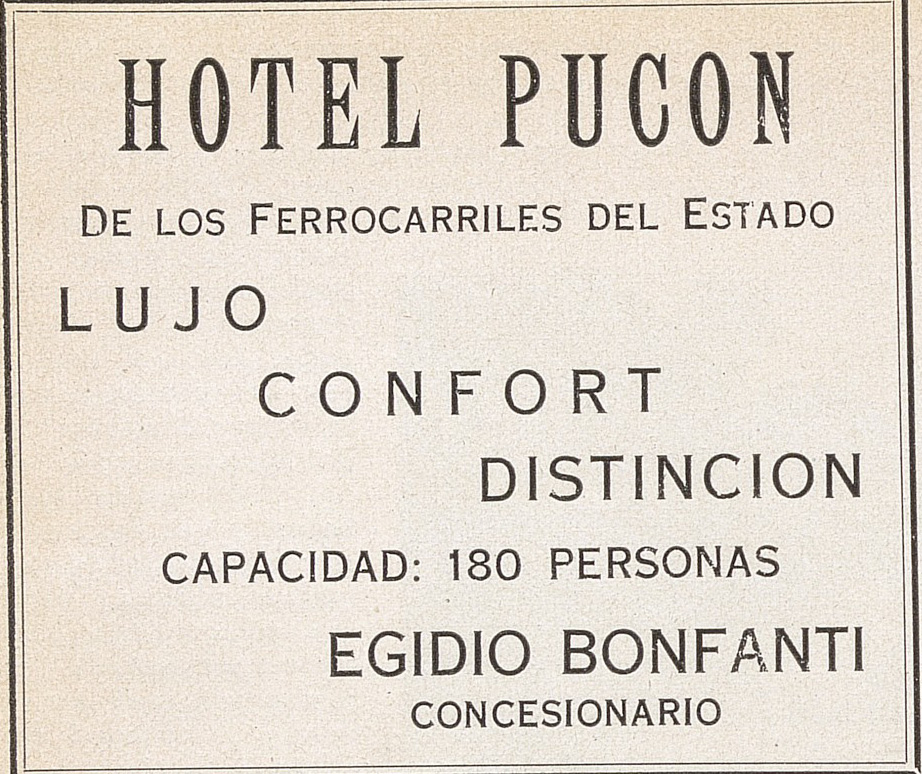 HOTEL PUCON
DE LOS FERROCARRILES DEL ESTADO
LUJO
CONFORT
DISTINCION
CAPACIDAD: 180 PERSONAS
EGIDIO BONFANTI
CONCESIONARIO